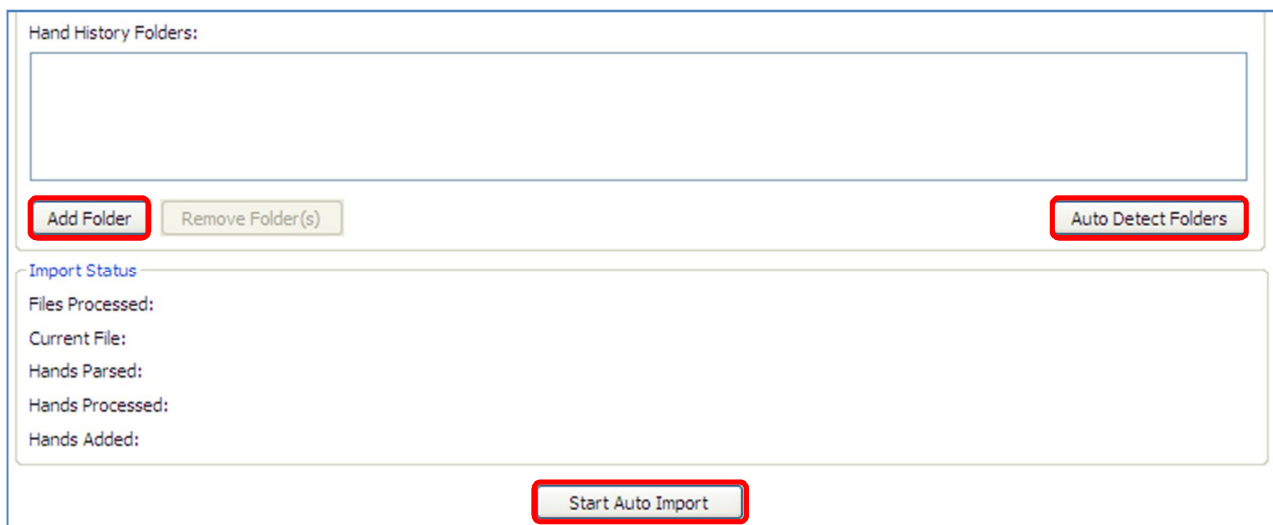 Hand History Folders:
Add Folder Remove Folder(s) Auto Detect Folders
Import Status
Files Processed:
Current File:
Hands Parsed:
Hands Processed:
Hands Added:
Start Auto Import